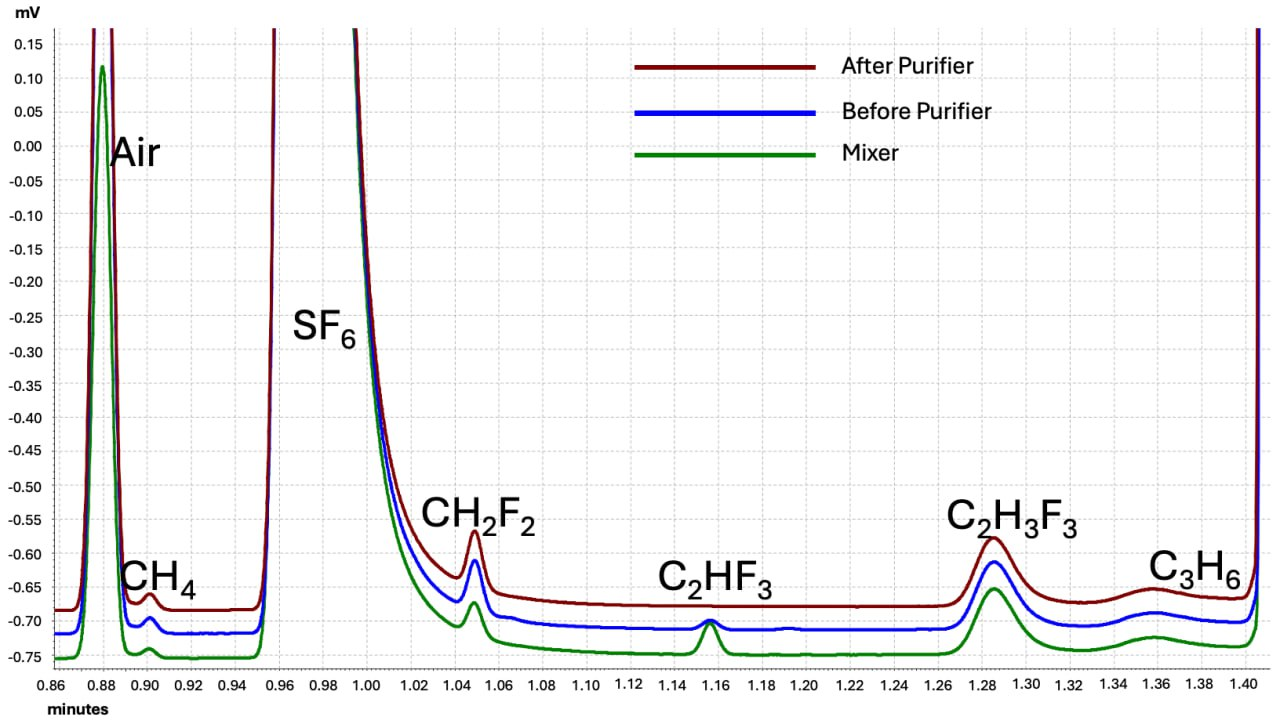 mV
0.15
0.10
0.05
0.00
-0.05
-0.10
-0.15
-0.20
-0.25
-0.30
-0.35
-0.40
-0.45
-0.50
-0.55
-0.60
-0.65
-0.70
-0.75
After Purifier
Before Purifier
Mixer
Air
SF₆
CH₄
CH₂F₂
C₂HF₃
C₂H₃F₃
C₃H₆
0.86 0.88 0.90 0.92 0.94 0.96 0.98 1.00 1.02 1.04 1.06 1.08 1.10 1.12 1.14 1.16 1.18 1.20 1.22 1.24 1.26 1.28 1.30 1.32 1.34 1.36 1.38 1.40
minutes